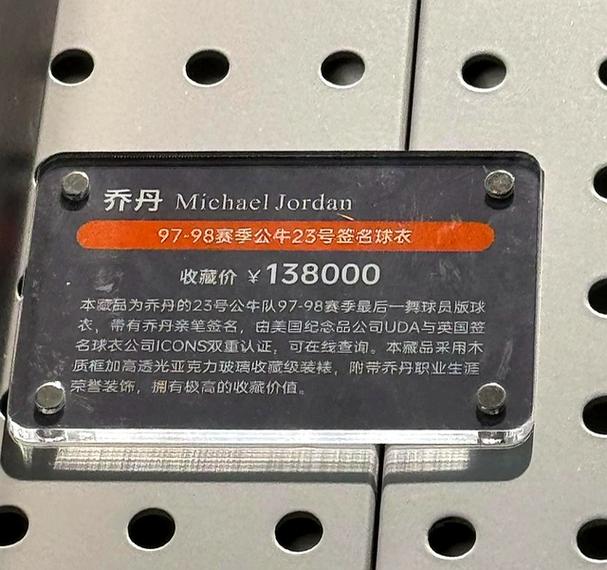 乔丹 Michael Jordan
97-98赛季公牛23号签名球衣
收藏价 ￥138000
本藏品为乔丹的23号公牛队97-98赛季最后一舞球员版球
衣，带有乔丹亲笔签名，由美国纪念品公司UDA与英国签
名球衣公司ICONS双重认证，可在线查询。本藏品采用木
质框加高透光亚克力玻璃收藏级装裱，附带乔丹职业生涯
荣誉装饰，拥有极高的收藏价值。